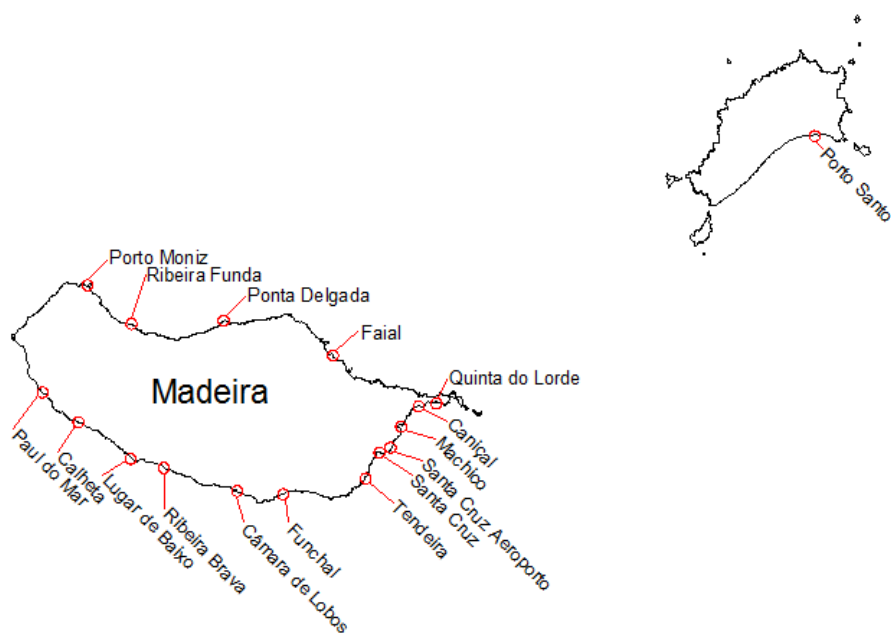 Porto Santo
Porto Moniz
Ribeira Funda
Ponta Delgada
Faial
Quinta do Lorde
Madeira
Caniçal
Machico
Santa Cruz Aeroporto
Santa Cruz
Tendeira
Funchal
Câmara de Lobos
Ribeira Brava
Lugar de Baixo
Calheta
Paul do Mar